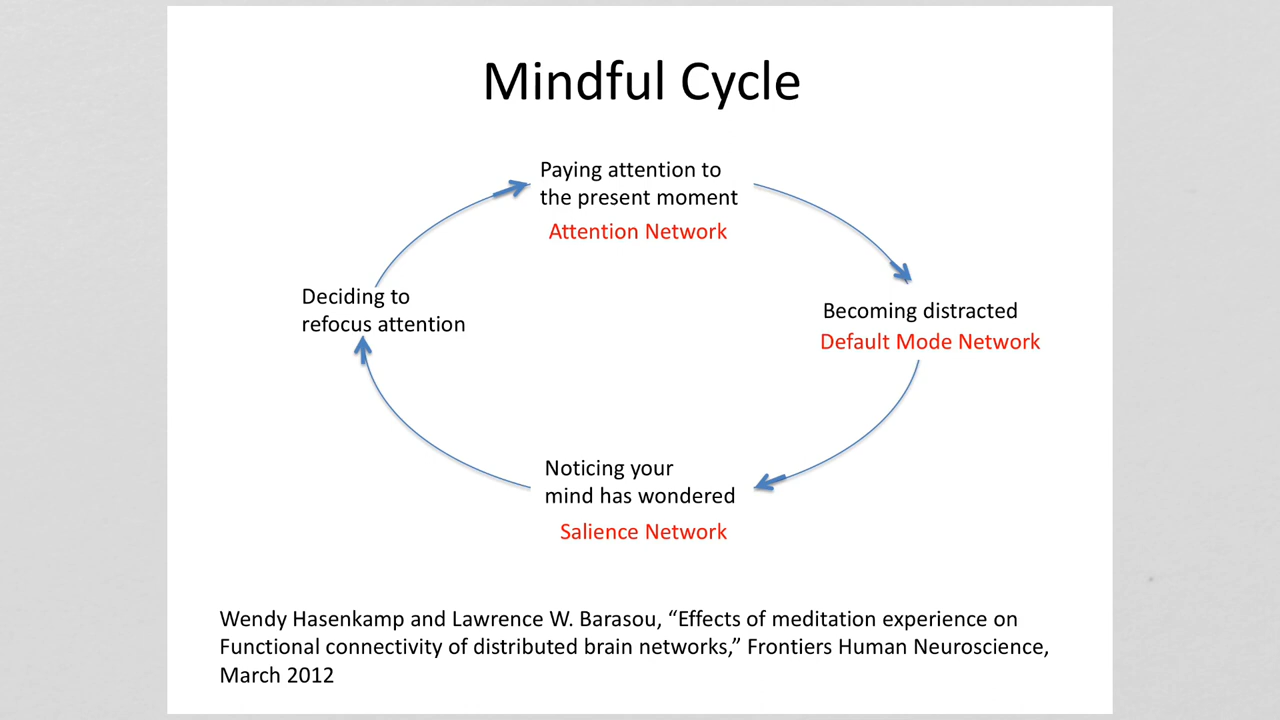 Mindful Cycle
Paying attention to
the present moment
Attention Network
Becoming distracted
Default Mode Network
Noticing your
mind has wondered
Salience Network
Deciding to
refocus attention
Wendy Hasenkamp and Lawrence W. Barasou, “Effects of meditation experience on
Functional connectivity of distributed brain networks,” Frontiers Human Neuroscience,
March 2012